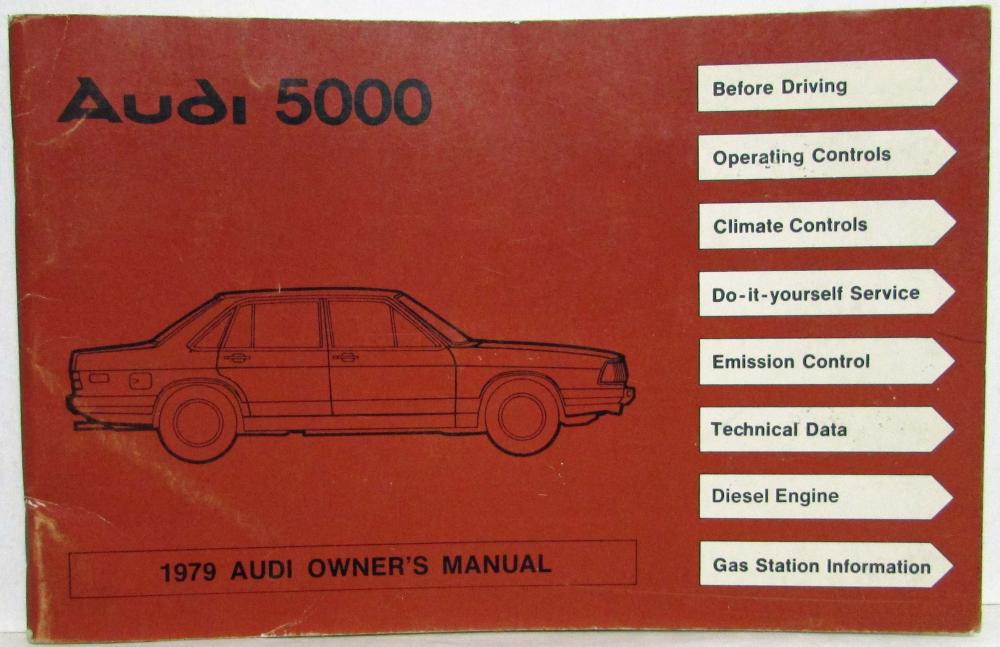 Audi 5000
Before Driving
Operating Controls
Climate Controls
Do-it-yourself Service
Emission Control
Technical Data
Diesel Engine
Gas Station Information
1979 AUDI OWNER'S MANUAL